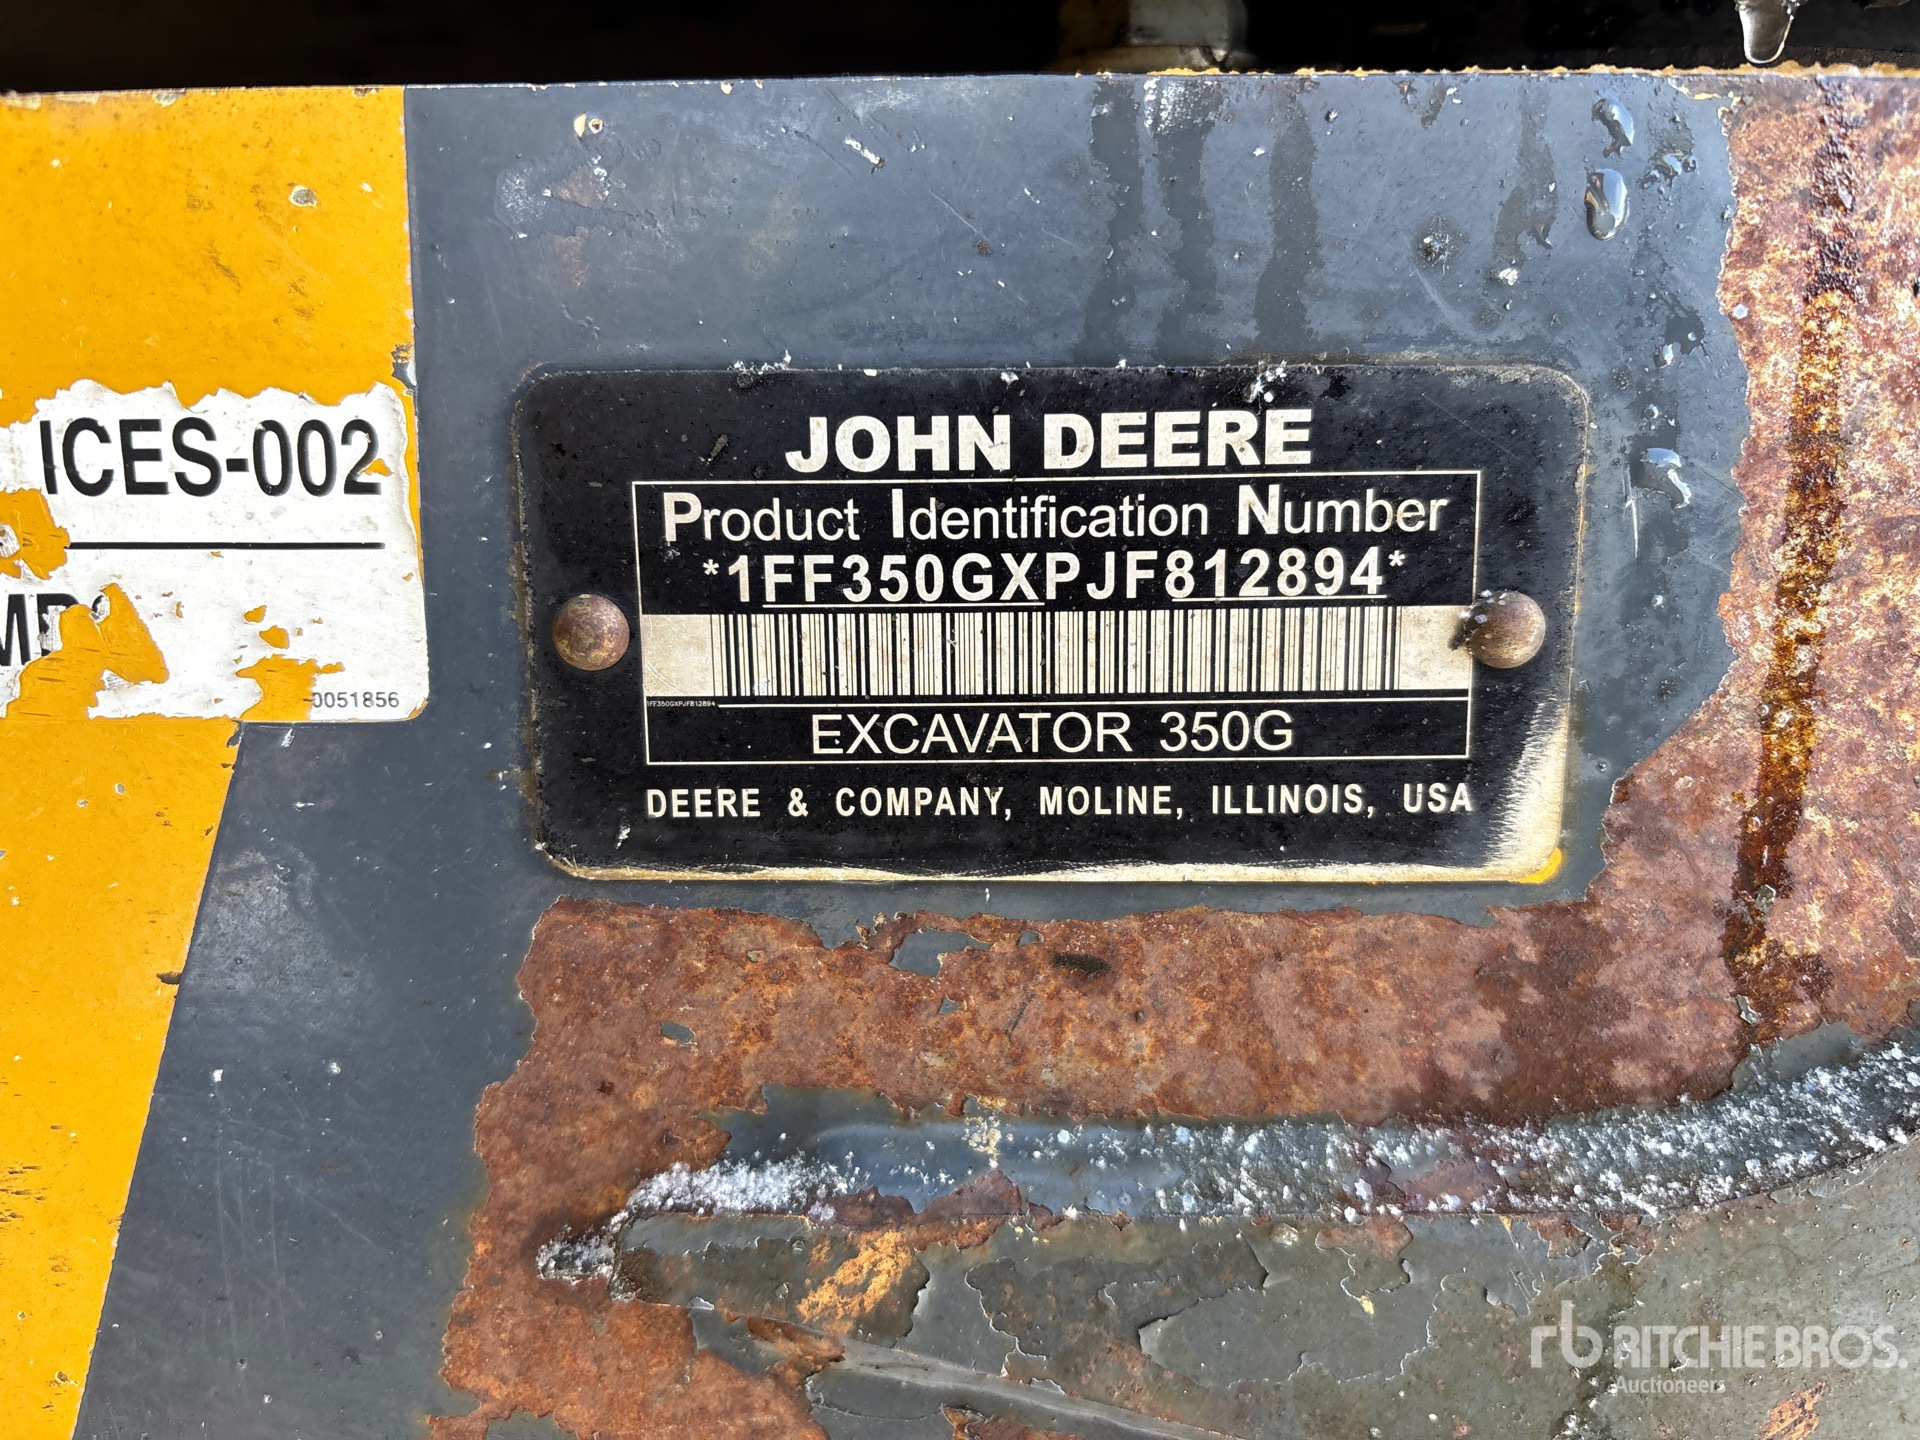 ICES-002
0051856
JOHN DEERE
Product Identification Number
*1FF350GXPJF812894*
1FF350GXPJF812894
EXCAVATOR 350G
DEERE & COMPANY, MOLINE, ILLINOIS, USA
rb RITCHIE BROS.
Auctioneers